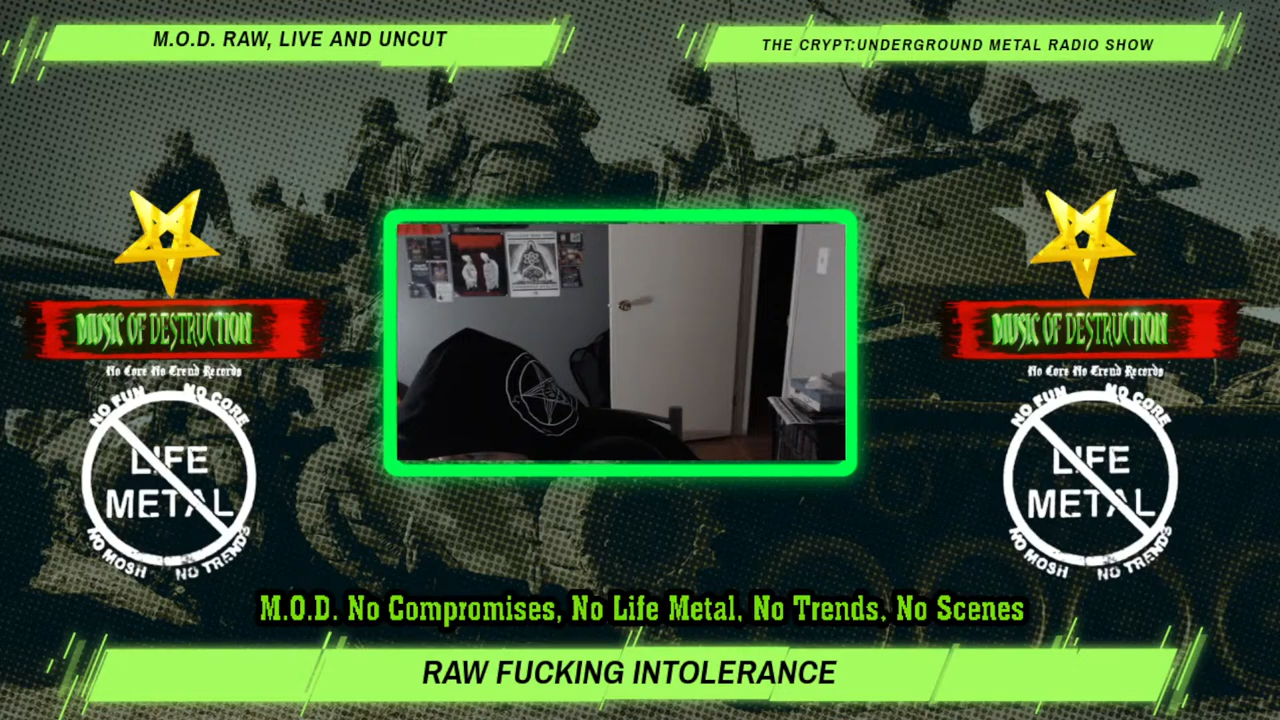 M.O.D. RAW, LIVE AND UNCUT
THE CRYPT:UNDERGROUND METAL RADIO SHOW
MUSIC OF DESTRUCTION
No Core No Trend Records
NO FUN NO CORE
LIFE
METAL
NO MOSH NO TRENDS
MUSIC OF DESTRUCTION
No Core No Trend Records
NO FUN NO CORE
LIFE
METAL
NO MOSH NO TRENDS
M.O.D. No Compromises, No Life Metal, No Trends, No Scenes
RAW FUCKING INTOLERANCE